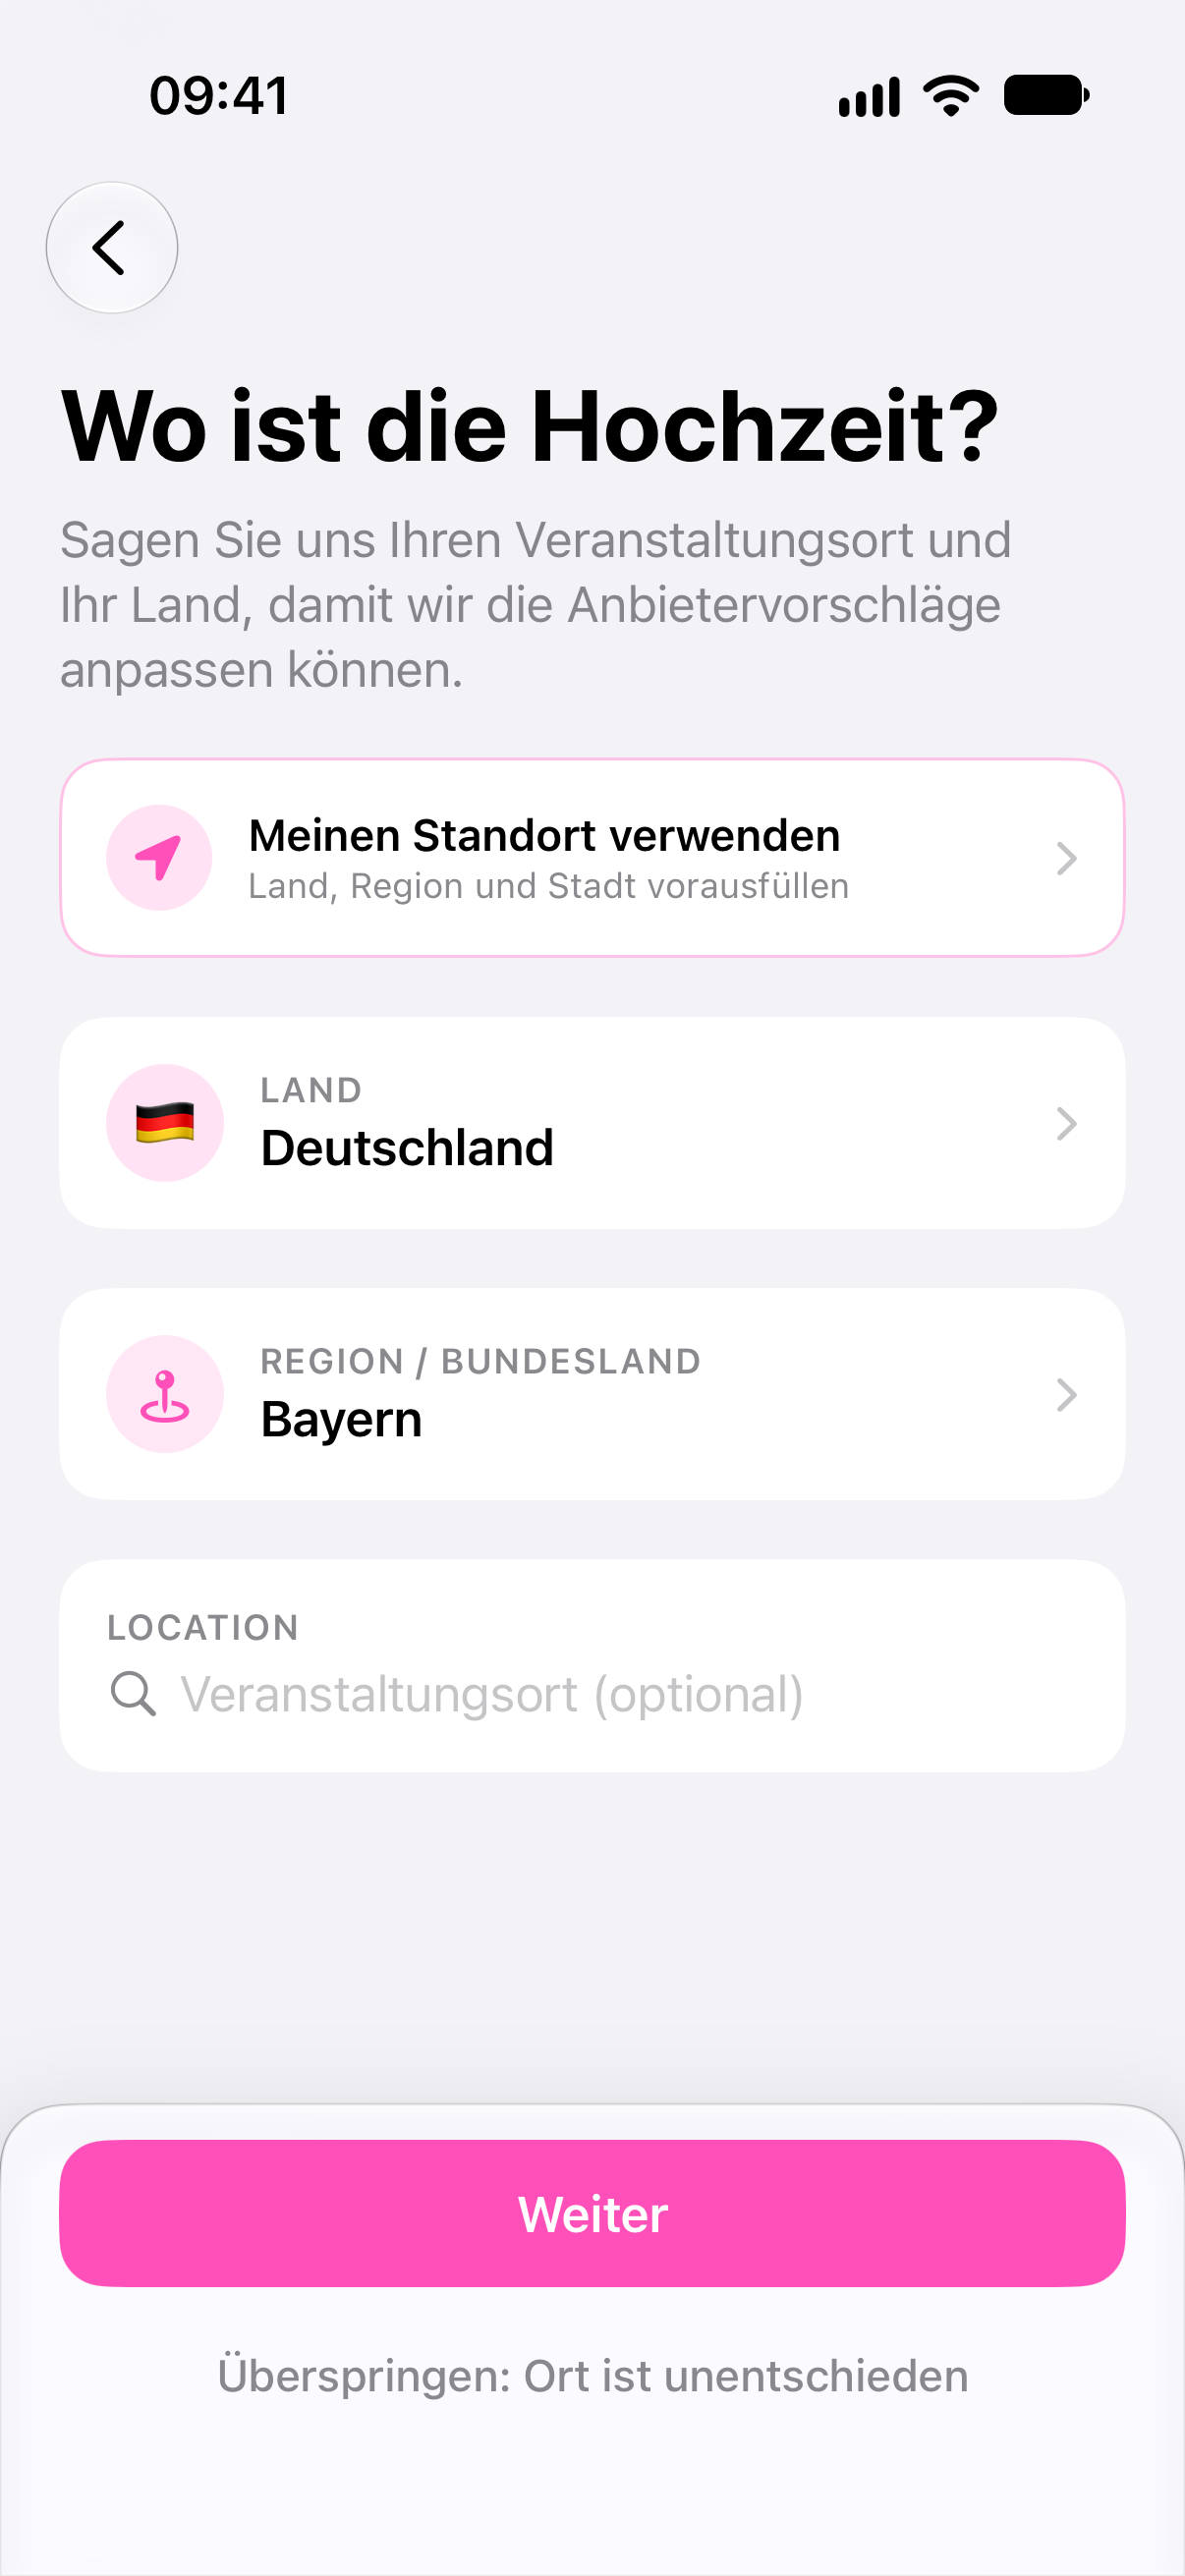 09:41
Wo ist die Hochzeit?
Sagen Sie uns Ihren Veranstaltungsort und
Ihr Land, damit wir die Anbietervorschläge
anpassen können.
Meinen Standort verwenden
Land, Region und Stadt vorausfüllen
LAND
Deutschland
REGION / BUNDESLAND
Bayern
LOCATION
Veranstaltungsort (optional)
Weiter
Überspringen: Ort ist unentschieden